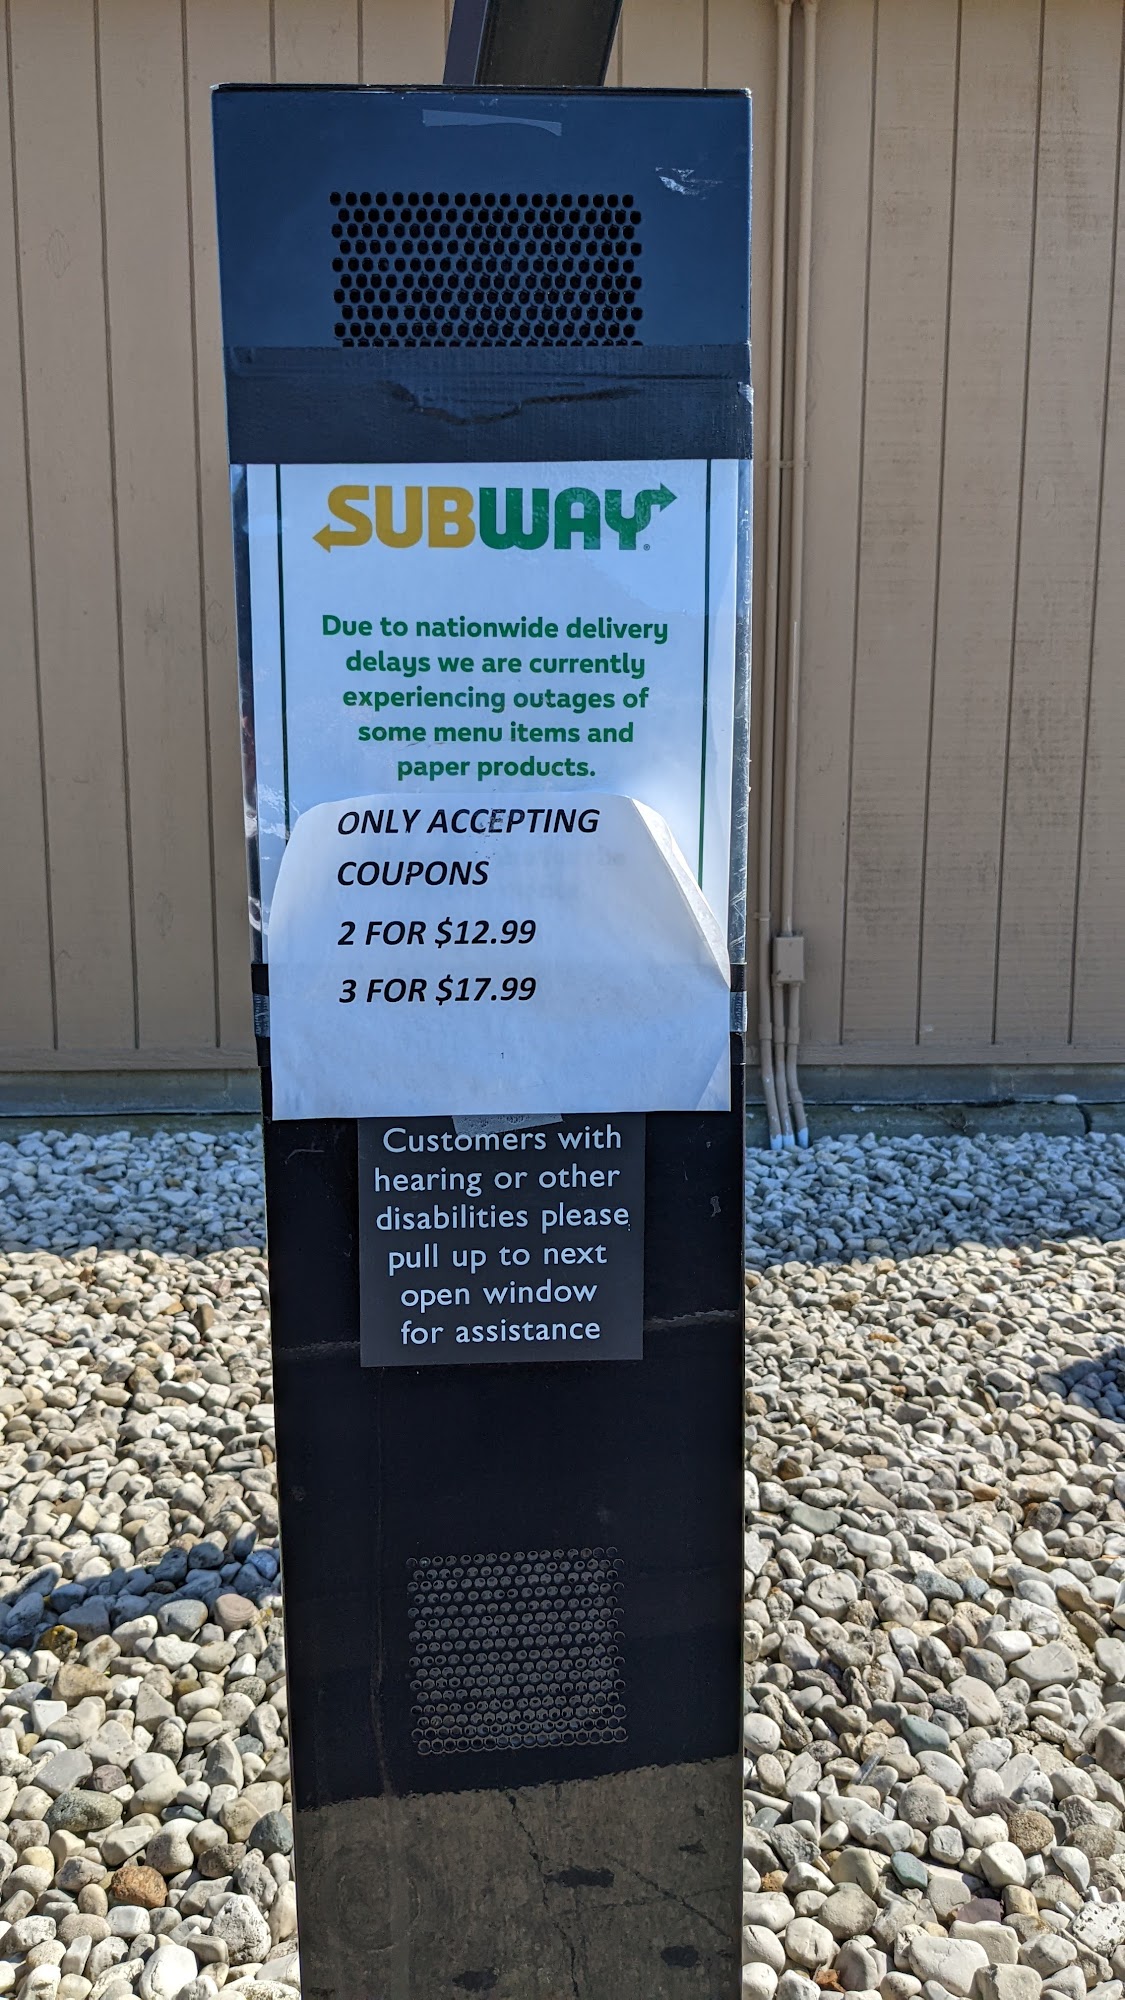 SUBWAY
Due to nationwide delivery
delays we are currently
experiencing outages of
some menu items and
paper products.
ONLY ACCEPTING
COUPONS
2 FOR $12.99
3 FOR $17.99
1
Customers with
hearing or other
disabilities please
pull up to next
open window
for assistance